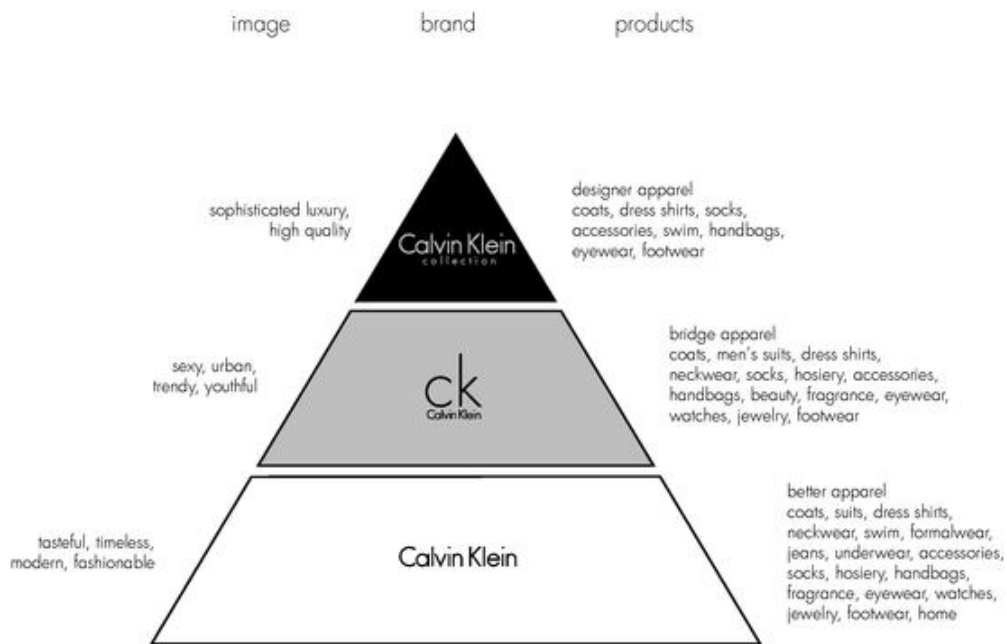 image brand products
sophisticated luxury,
high quality
Calvin Klein
collection
designer apparel
coats, dress shirts, socks,
accessories, swim, handbags,
eyewear, footwear
sexy, urban,
trendy, youthful
ck
Calvin Klein
bridge apparel
coats, men's suits, dress shirts,
neckwear, socks, hosiery, accessories,
handbags, beauty, fragrance, eyewear,
watches, jewelry, footwear
tasteful, timeless,
modern, fashionable
Calvin Klein
better apparel
coats, suits, dress shirts,
neckwear, swim, formalwear,
jeans, underwear, accessories,
socks, hosiery, handbags,
fragrance, eyewear, watches,
jewelry, footwear, home